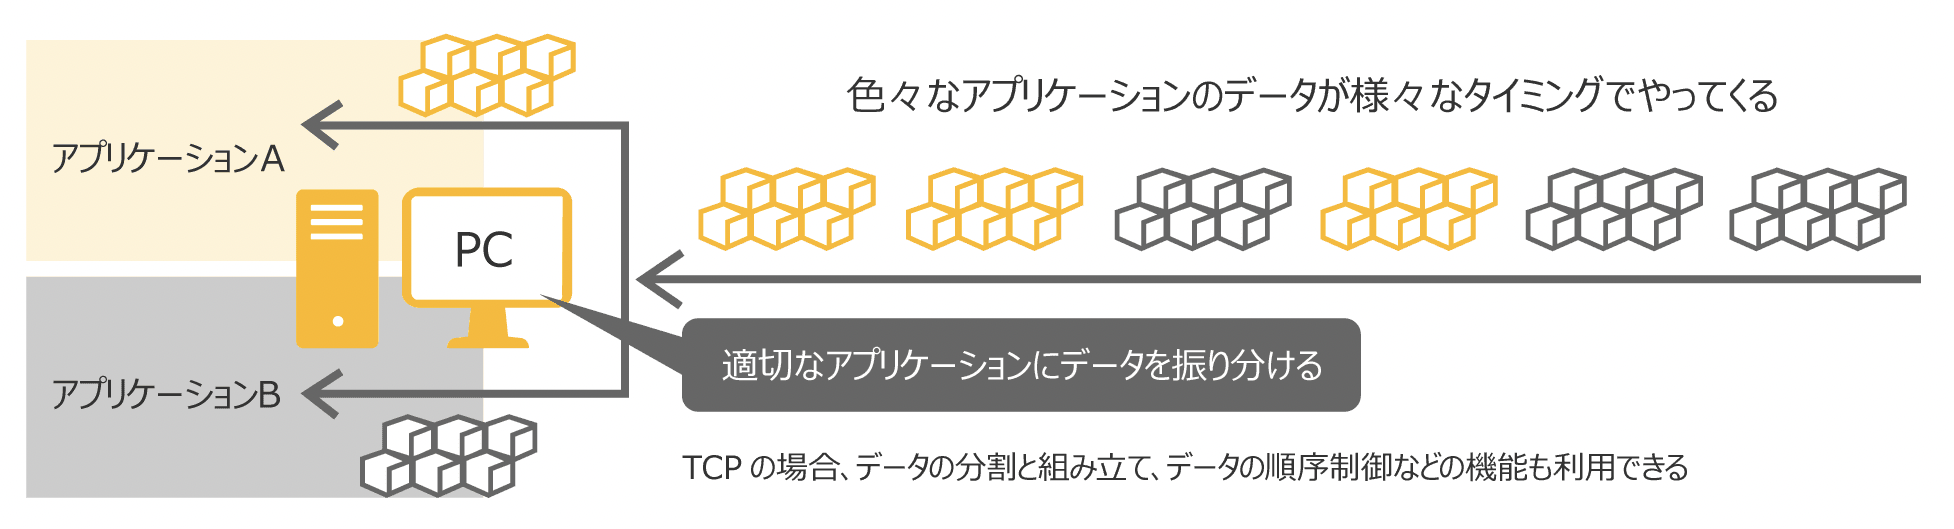 色々なアプリケーションのデータが様々なタイミングでやってくる
アプリケーションA
PC
適切なアプリケーションにデータを振り分ける
アプリケーションB
TCP の場合、データの分割と組み立て、データの順序制御などの機能も利用できる